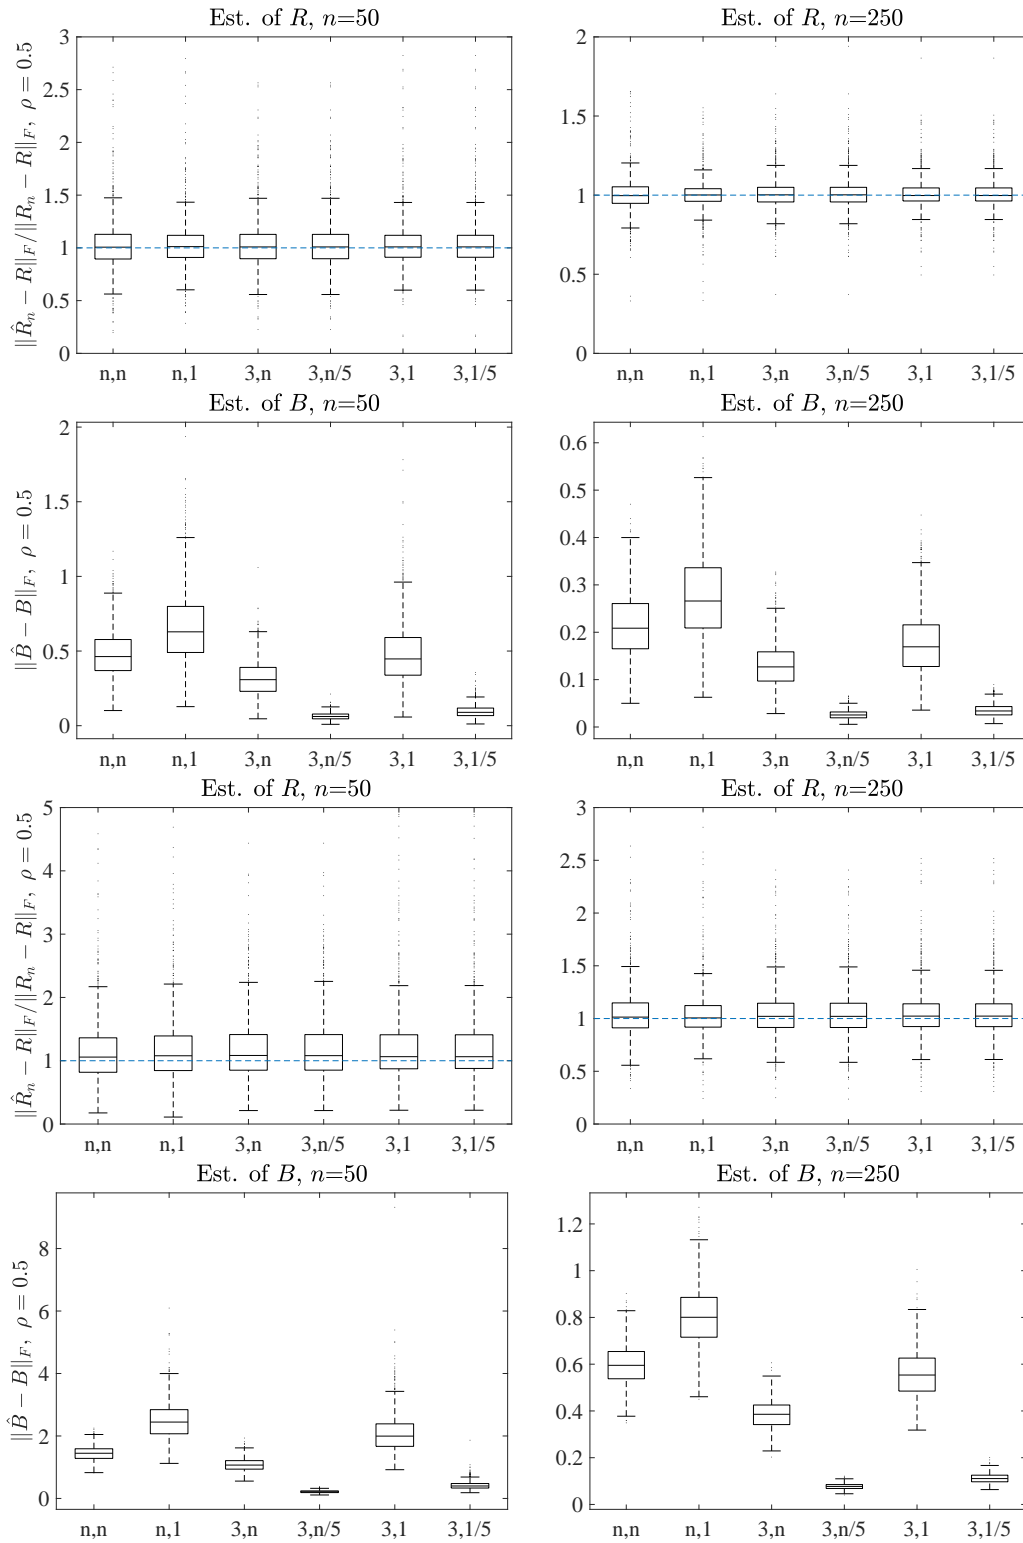 Est. of R, n=50
||R̂ₙ − R||F/||Rₙ − R||F, ρ = 0.5
3
2.5
2
1.5
1
0.5
0
n,n n,1 3,n 3,n/5 3,1 3,1/5
Est. of R, n=250
2
1.5
1
0.5
0
n,n n,1 3,n 3,n/5 3,1 3,1/5
Est. of B, n=50
||B̂ − B||F, ρ = 0.5
2
1.5
1
0.5
0
n,n n,1 3,n 3,n/5 3,1 3,1/5
Est. of B, n=250
0.6
0.5
0.4
0.3
0.2
0.1
0
n,n n,1 3,n 3,n/5 3,1 3,1/5
Est. of R, n=50
||R̂ₙ − R||F/||Rₙ − R||F, ρ = 0.5
5
4
3
2
1
0
n,n n,1 3,n 3,n/5 3,1 3,1/5
Est. of R, n=250
3
2.5
2
1.5
1
0.5
0
n,n n,1 3,n 3,n/5 3,1 3,1/5
Est. of B, n=50
||B̂ − B||F, ρ = 0.5
8
6
4
2
0
n,n n,1 3,n 3,n/5 3,1 3,1/5
Est. of B, n=250
1.2
1
0.8
0.6
0.4
0.2
0
n,n n,1 3,n 3,n/5 3,1 3,1/5